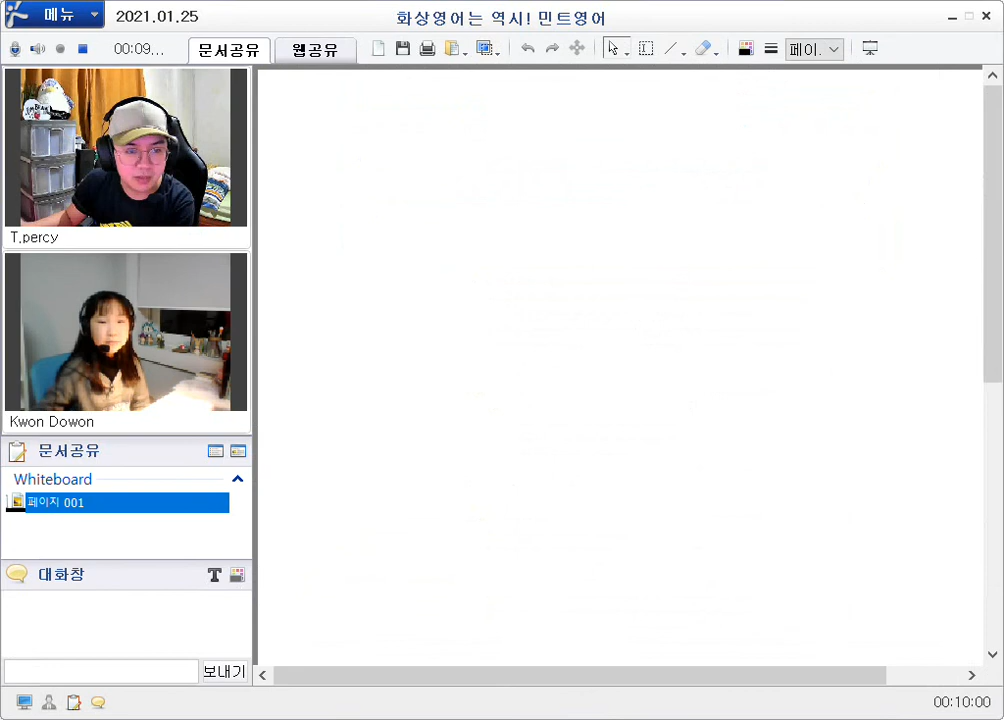 메뉴 2021.01.25 화상영어는 역시! 민트영어
00:09... 문서공유 웹공유 페이.
T.percy
Kwon Dowon
문서공유
Whiteboard
페이지 001
대화창 T
보내기
00:10:00